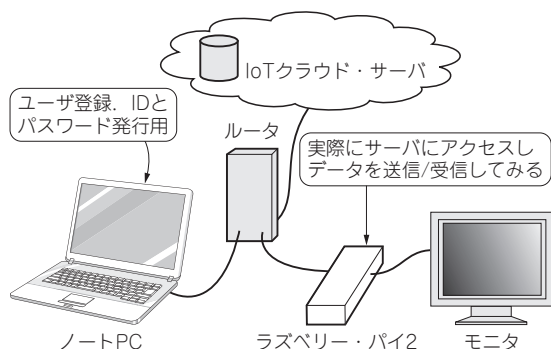 IoTクラウド・サーバ
ユーザ登録．IDと
パスワード発行用
ルータ
実際にサーバにアクセスし
データを送信/受信してみる
ノートPC
ラズベリー・パイ2
モニタ